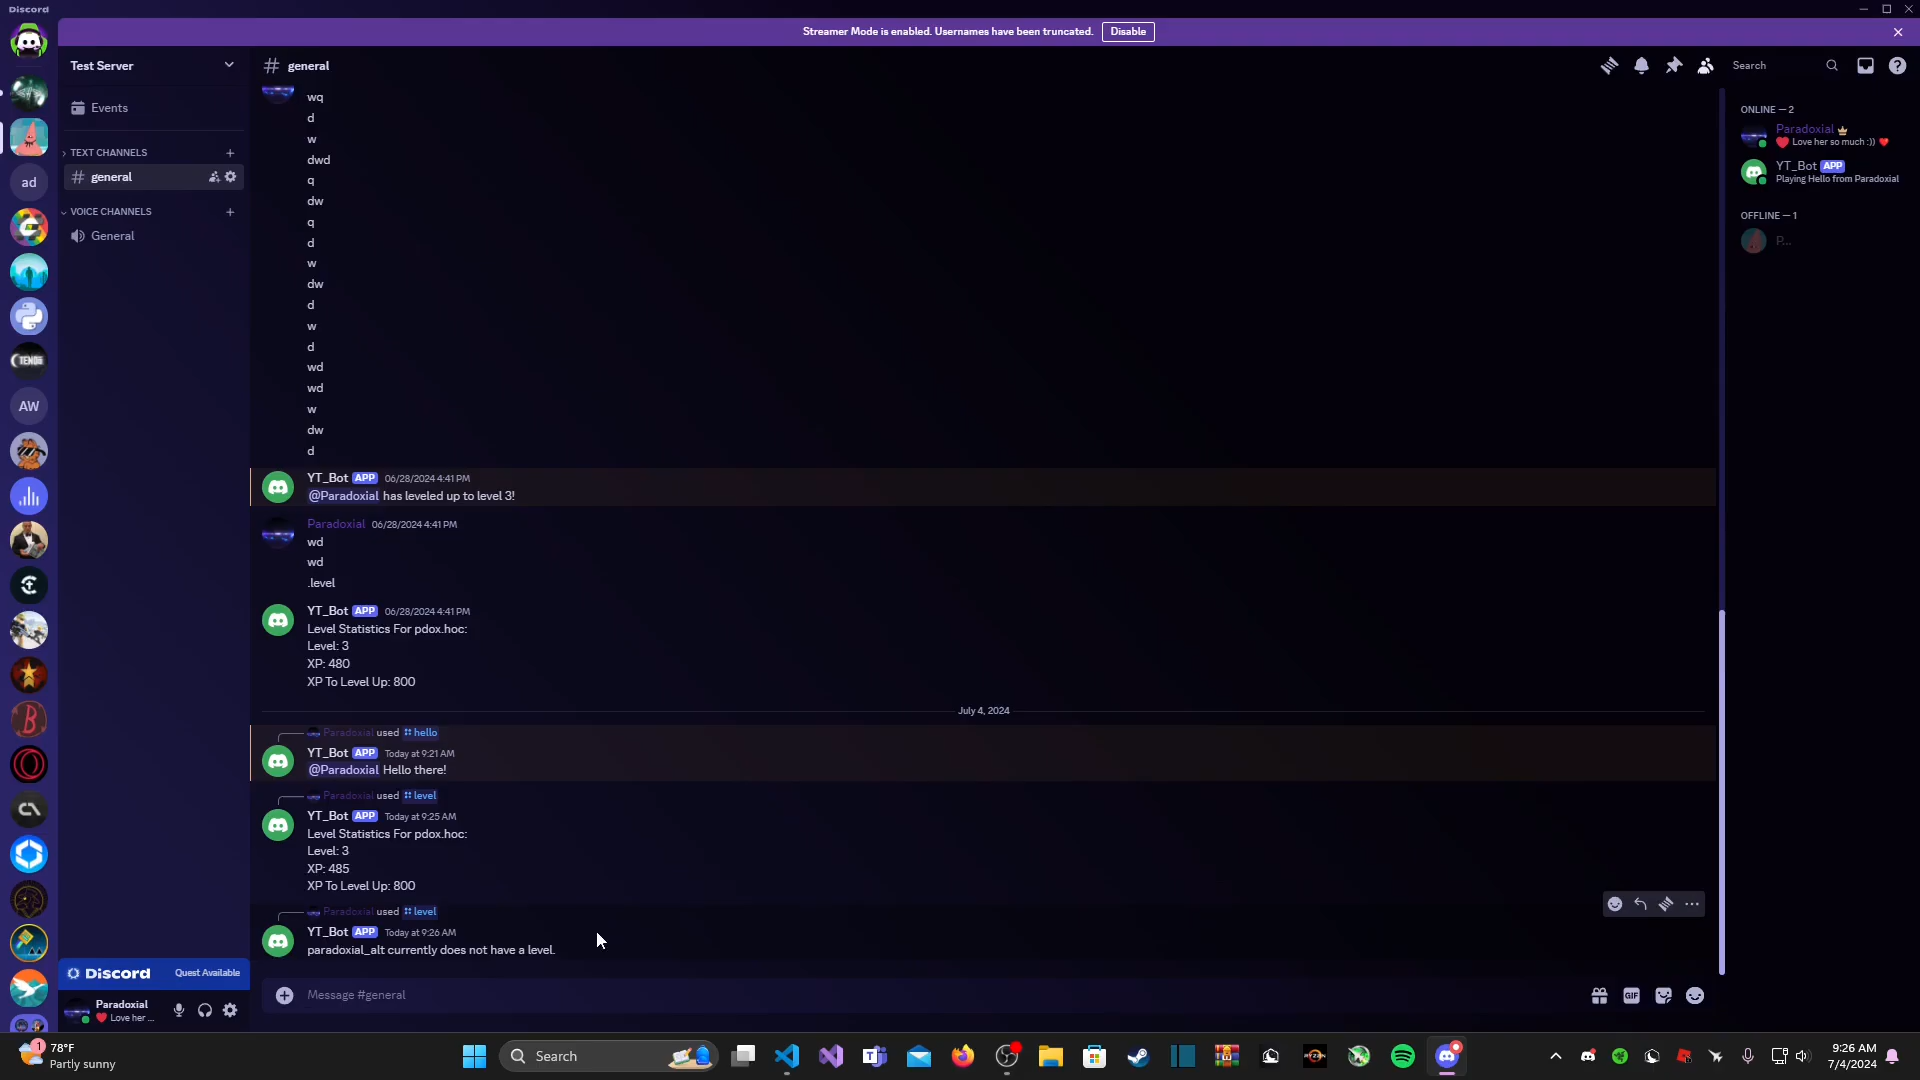 Discord
Streamer Mode is enabled. Usernames have been truncated. Disable
Test Server
# general
Search
Events
TEXT CHANNELS
# general
VOICE CHANNELS
General
ad
TENDE
AW
wq
d
w
dwd
q
dw
q
d
w
dw
d
w
d
wd
wd
w
dw
d
YT_Bot APP 06/28/2024 4:41 PM
@Paradoxial has leveled up to level 3!
Paradoxial 06/28/2024 4:41 PM
wd
wd
.level
YT_Bot APP 06/28/2024 4:41 PM
Level Statistics For pdox.hoc:
Level: 3
XP: 480
XP To Level Up: 800
July 4, 2024
Paradoxial used hello
YT_Bot APP Today at 9:21 AM
@Paradoxial Hello there!
Paradoxial used level
YT_Bot APP Today at 9:25 AM
Level Statistics For pdox.hoc:
Level: 3
XP: 485
XP To Level Up: 800
Paradoxial used level
YT_Bot APP Today at 9:26 AM
paradoxial_alt currently does not have a level.
Message #general
GIF
ONLINE — 2
Paradoxial
Love her so much :))
YT_Bot APP
Playing Hello from Paradoxial
OFFLINE — 1
P...
Discord Quest Available
Paradoxial
Love her ...
1
78°F
Partly sunny
Search
RYZEN
9:26 AM
7/4/2024